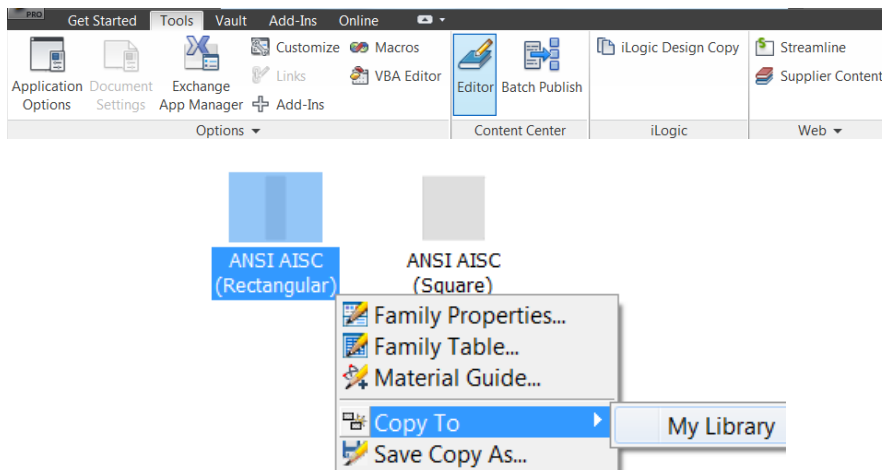 PRO
Get Started Tools Vault Add-Ins Online
Customize Macros iLogic Design Copy Streamline
Links VBA Editor Supplier Content
Application Document Exchange Editor Batch Publish
Options Settings App Manager Add-Ins
Options Content Center iLogic Web
ANSI AISC ANSI AISC
(Rectangular) (Square)
Family Properties...
Family Table...
Material Guide...
Copy To My Library
Save Copy As...